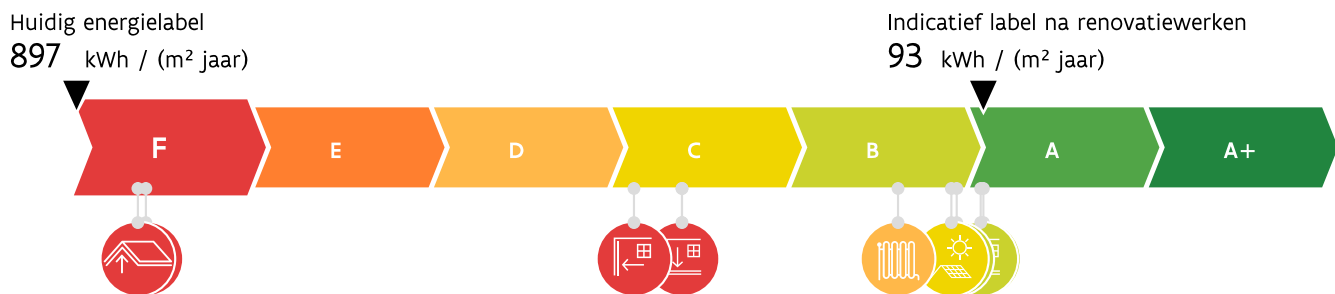 Huidig energielabel
897 kWh / (m² jaar)
Indicatief label na renovatiewerken
93 kWh / (m² jaar)
F E D C B A A+